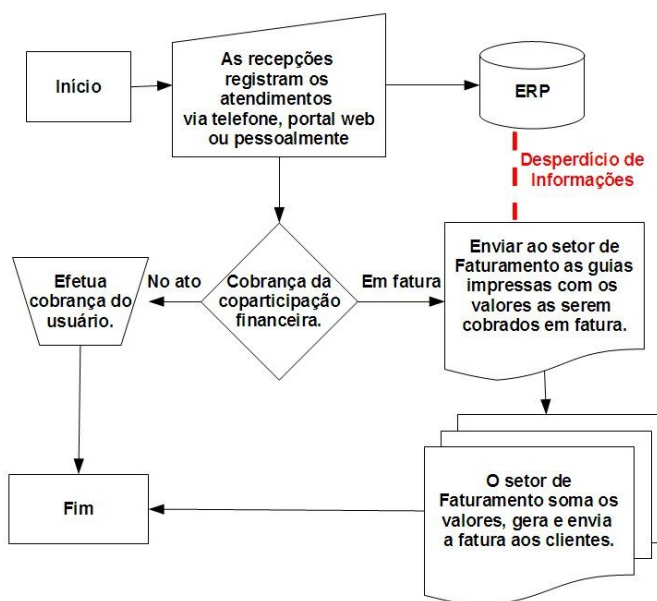 Início
As recepções
registram os
atendimentos
via telefone, portal web
ou pessoalmente
ERP
Desperdício de
Informações
Efetua
cobrança do
usuário.
No ato
Cobrança da
coparticipação
financeira.
Em fatura
Enviar ao setor de
Faturamento as guias
impressas com os
valores as serem
cobrados em fatura.
Fim
O setor de
Faturamento soma os
valores, gera e envia
a fatura aos clientes.